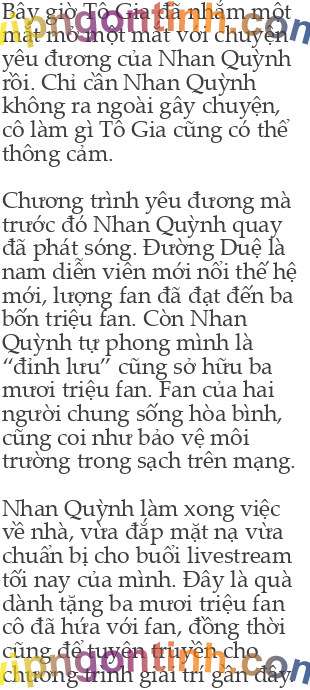 Bây giờ Tô Gia đã nhắm một
mắt mở một mắt với chuyện
yêu đương của Nhan Quỳnh
rồi. Chỉ cần Nhan Quỳnh
không ra ngoài gây chuyện,
cô làm gì Tô Gia cũng có thể
thông cảm.
Chương trình yêu đương mà
trước đó Nhan Quỳnh quay
đã phát sóng. Đường Duệ là
nam diễn viên mới nổi thế hệ
mới, lượng fan đã đạt đến ba
bốn triệu fan. Còn Nhan
Quỳnh tự phong mình là
“đỉnh lưu” cũng sở hữu ba
mươi triệu fan. Fan của hai
người chung sống hòa bình,
cũng coi như bảo vệ môi
trường trong sạch trên mạng.
Nhan Quỳnh làm xong việc
về nhà, vừa đắp mặt nạ vừa
chuẩn bị cho buổi livestream
tối nay của mình. Đây là quà
dành tặng ba mươi triệu fan
cô đã hứa với fan, đồng thời
cũng để tuyên truyền cho
chương trình giải trí gần đây